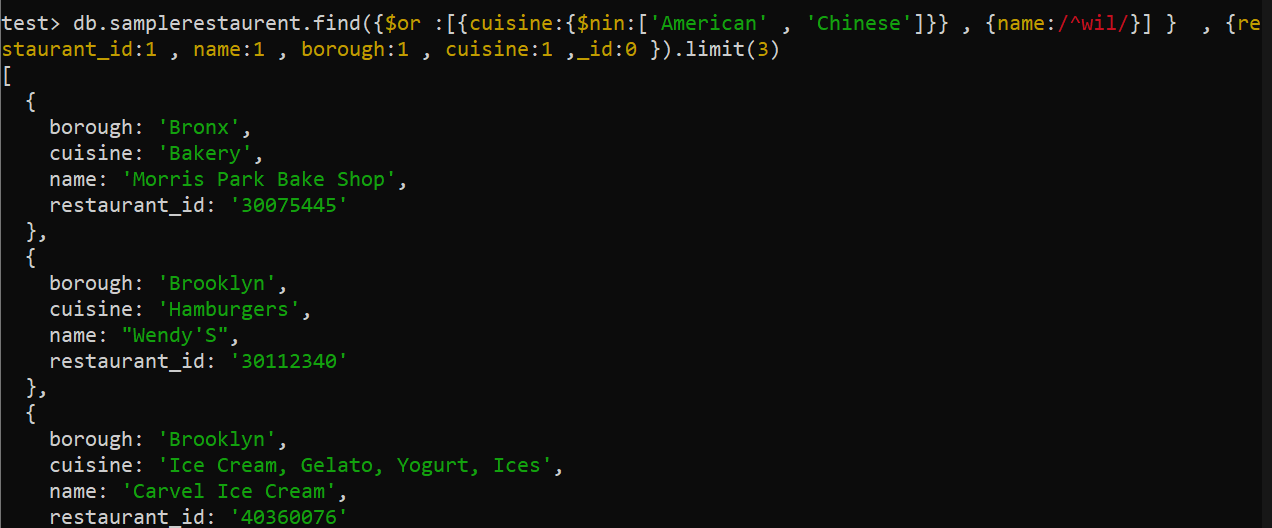 test> db.samplerestaurent.find({$or :[{cuisine:{$nin:['American' , 'Chinese']}} , {name:/^wil/}] }  , {re
staurant_id:1 , name:1 , borough:1 , cuisine:1 ,_id:0 }).limit(3)
[
  {
    borough: 'Bronx',
    cuisine: 'Bakery',
    name: 'Morris Park Bake Shop',
    restaurant_id: '30075445'
  },
  {
    borough: 'Brooklyn',
    cuisine: 'Hamburgers',
    name: "Wendy'S",
    restaurant_id: '30112340'
  },
  {
    borough: 'Brooklyn',
    cuisine: 'Ice Cream, Gelato, Yogurt, Ices',
    name: 'Carvel Ice Cream',
    restaurant_id: '40360076'